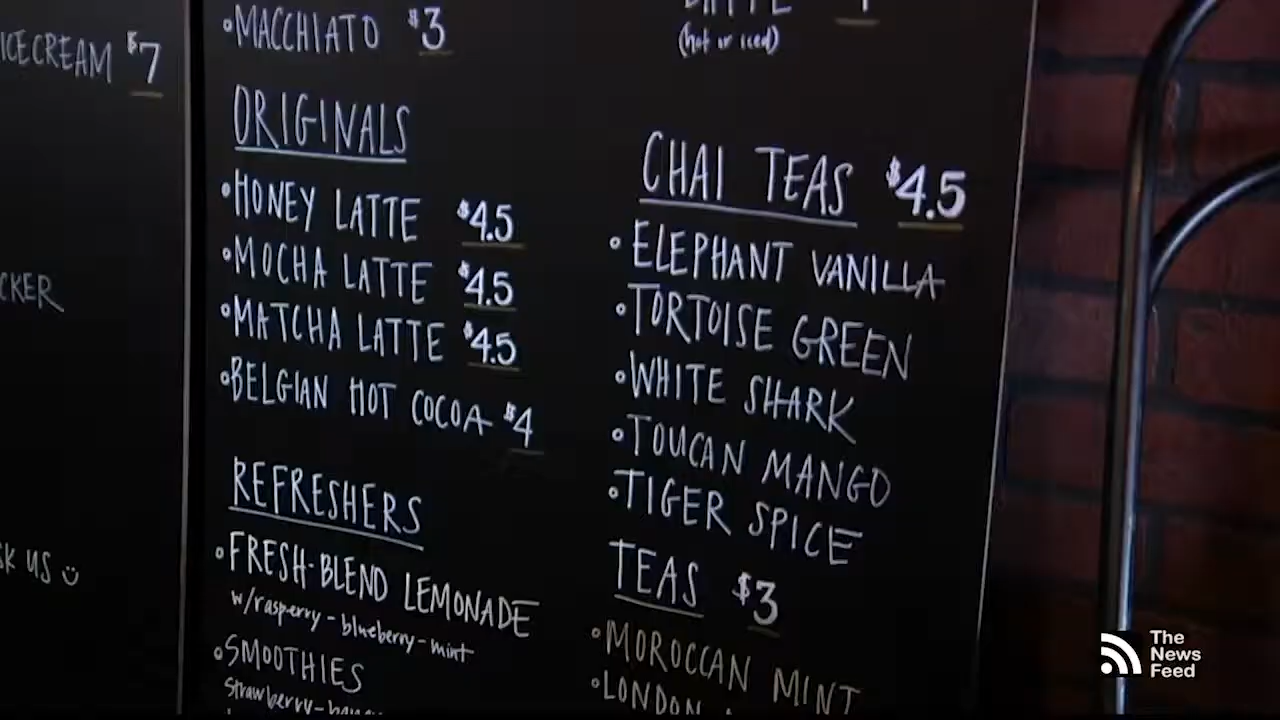 ICECREAM $7
CKER
SK US
•MACCHIATO $3
ORIGINALS
•HONEY LATTE $4.5
•MOCHA LATTE $4.5
•MATCHA LATTE $4.5
•BELGIAN HOT COCOA $4
REFRESHERS
•FRESH-BLEND LEMONADE
w/rasperry-blueberry-mint
•SMOOTHIES
strawberry-
(hot or iced)
CHAI TEAS $4.5
•ELEPHANT VANILLA
•TORTOISE GREEN
•WHITE SHARK
•TOUCAN MANGO
•TIGER SPICE
TEAS $3
•MOROCCAN MINT
•LONDON
The
News
Feed